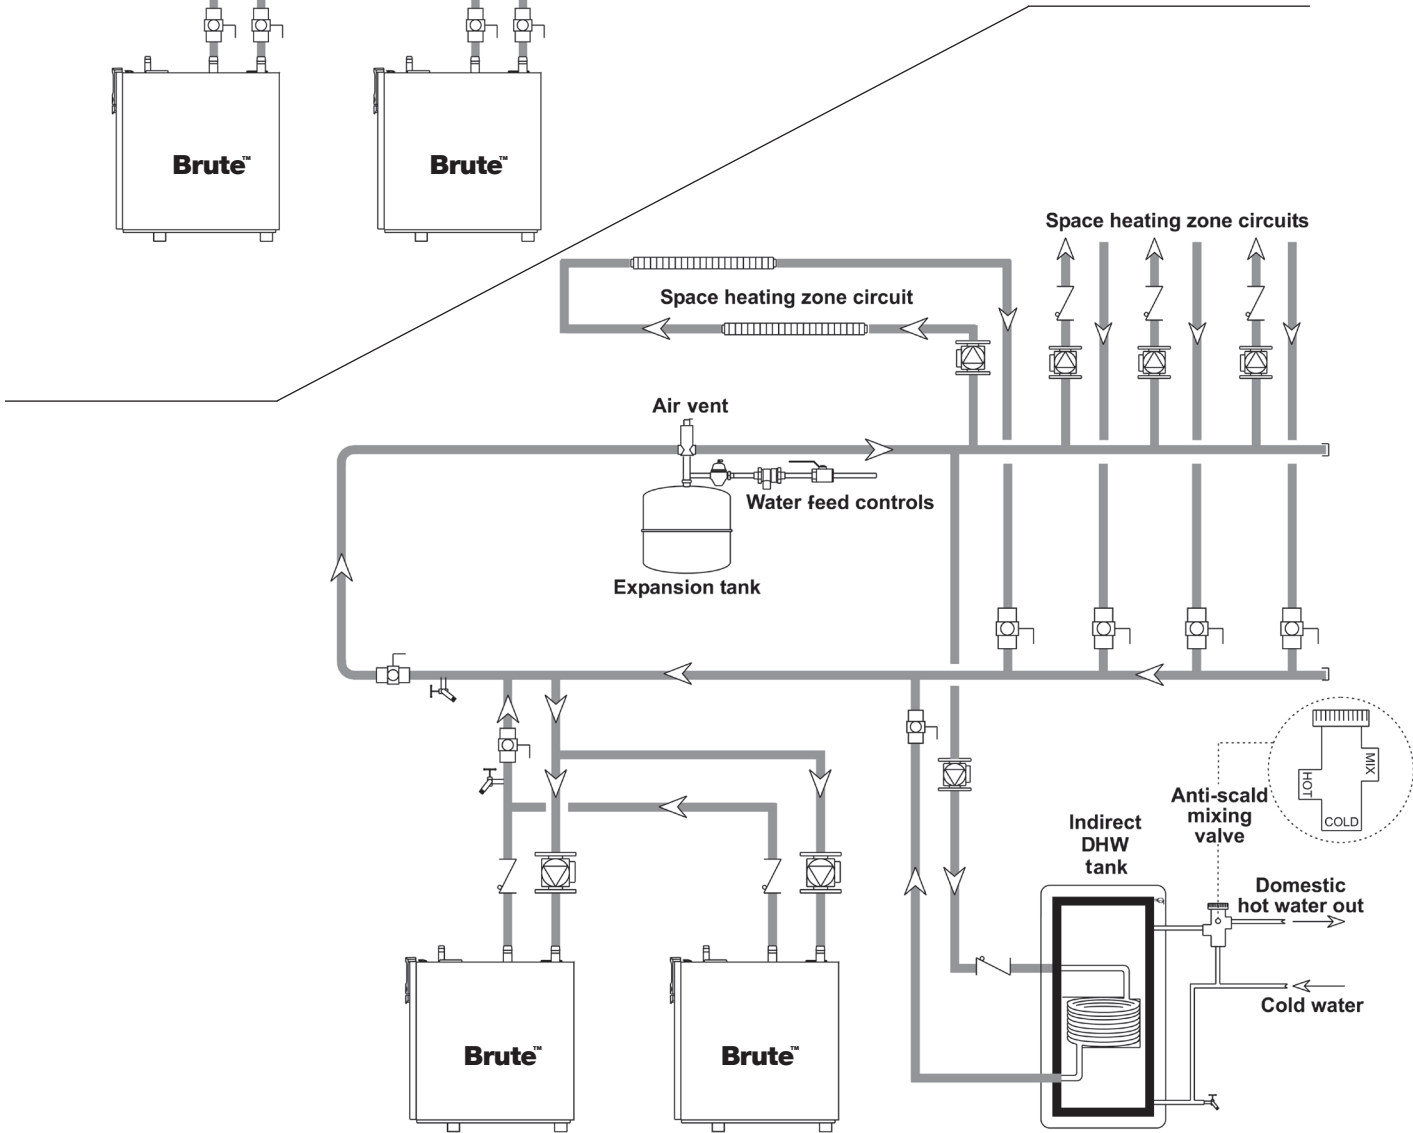 Brute™
Brute™
Space heating zone circuits
Space heating zone circuit
Air vent
Water feed controls
Expansion tank
MIX
HOT
COLD
Anti-scald
mixing
valve
Indirect
DHW
tank
Domestic
hot water out
Cold water
Brute™
Brute™